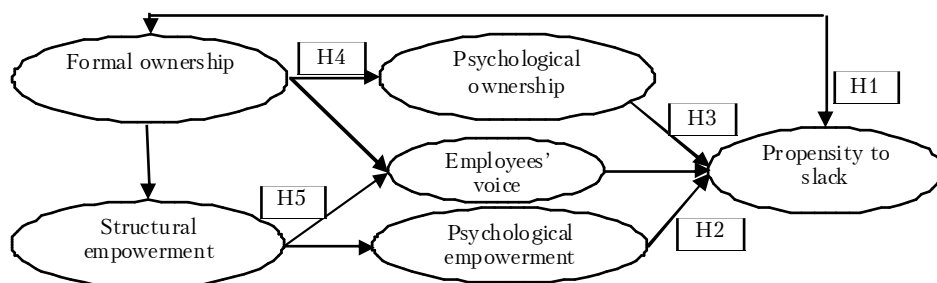 Formal ownership
H4
Psychological
ownership
H1
H3
Employees'
voice
Propensity to
slack
H5
Structural
empowerment
Psychological
empowerment
H2